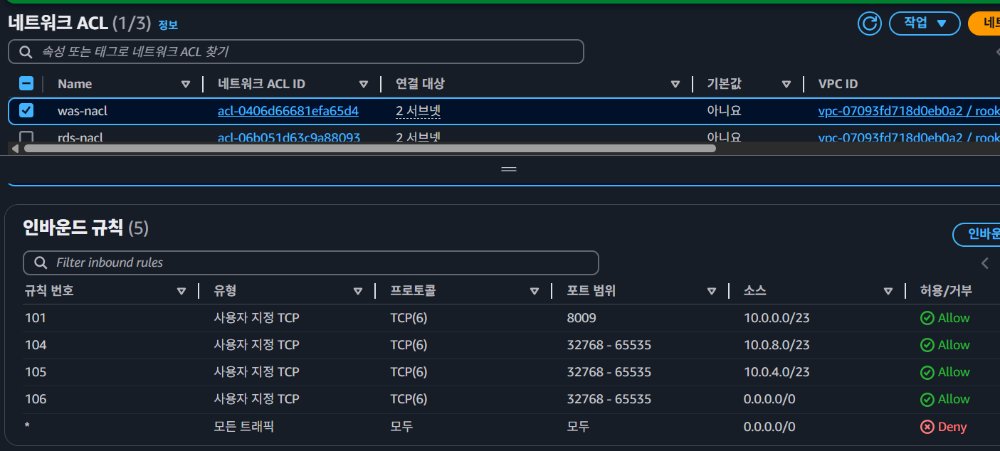 네트워크 ACL (1/3) 정보 작업 네트
속성 또는 태그로 네트워크 ACL 찾기
Name 네트워크 ACL ID 연결 대상 기본값 VPC ID
was-nacl acl-0406d66681efa65d4 2 서브넷 아니요 vpc-07093fd718d0eb0a2 / rook
rds-nacl acl-06b051d63c9a88093 2 서브넷 아니요 vpc-07093fd718d0eb0a2 / rook
인바운드 규칙 (5) 인바운
Filter inbound rules
규칙 번호 유형 프로토콜 포트 범위 소스 허용/거부
101 사용자 지정 TCP TCP(6) 8009 10.0.0.0/23 Allow
104 사용자 지정 TCP TCP(6) 32768 - 65535 10.0.8.0/23 Allow
105 사용자 지정 TCP TCP(6) 32768 - 65535 10.0.4.0/23 Allow
106 사용자 지정 TCP TCP(6) 32768 - 65535 0.0.0.0/0 Allow
* 모든 트래픽 모두 모두 0.0.0.0/0 Deny